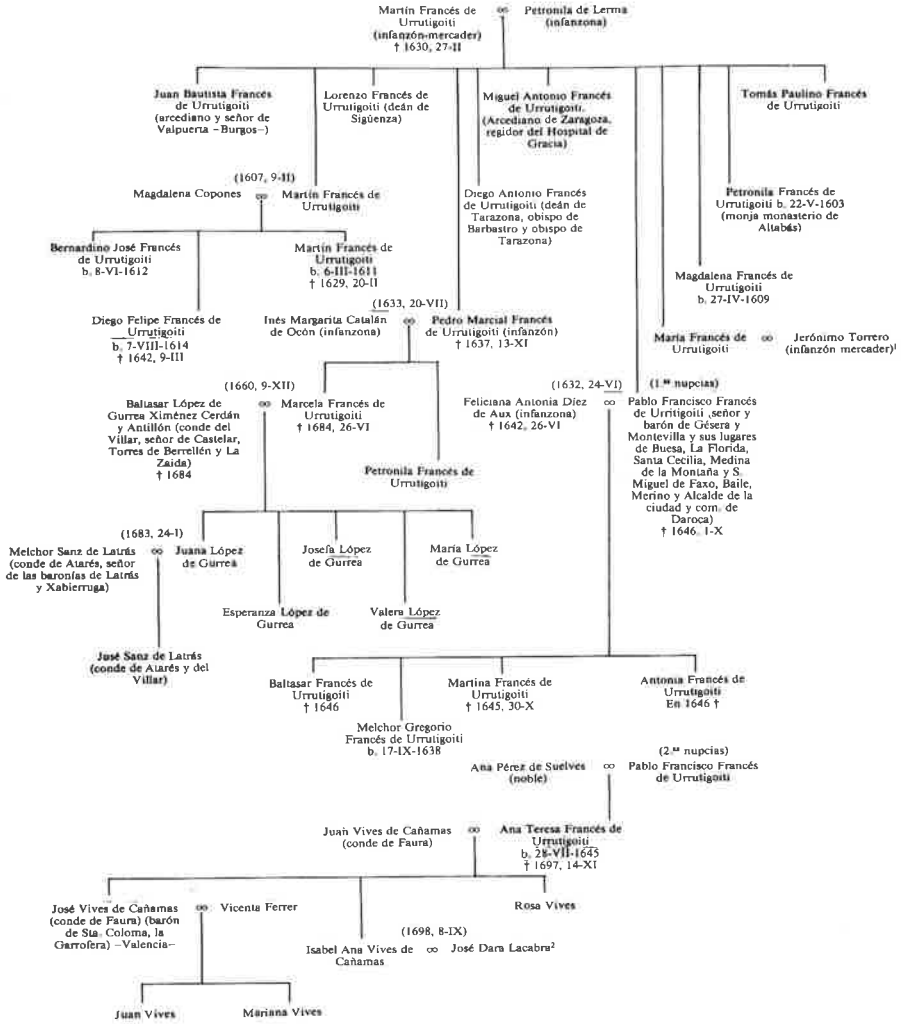 Martín Francés de ∞ Petronila de Lerma
Urrutigoiti (infanzona)
(infanzón-mercader)
† 1630, 27-II
Juan Bautista Francés
de Urrutigoiti
(arcediano y señor de
Valpuerta –Burgos–)
Lorenzo Francés de
Urrutigoiti (deán de
Sigüenza)
Miguel Antonio Francés
de Urrutigoiti.
(Arcediano de Zaragoza,
regidor del Hospital de
Gracia)
Tomás Paulino Francés
de Urrutigoiti
(1607, 9-II)
Magdalena Copones ∞ Martín Francés de
Urrutigoiti
Diego Antonio Francés
de Urrutigoiti (deán de
Tarazona, obispo de
Barbastro y obispo de
Tarazona)
Petronila Francés de
Urrutigoiti b. 22-V-1603
(monja monasterio de
Altabás)
Bernardino José Francés
de Urrutigoiti
b. 8-VI-1612
Martín Francés de
Urrutigoiti
b. 6-III-1611
† 1629, 20-II
Magdalena Francés de
Urrutigoiti
b. 27-IV-1609
Diego Felipe Francés de
Urrutigoiti
b. 7-VIII-1614
† 1642, 9-III
(1633, 20-VII)
Inés Margarita Catalán ∞ Pedro Marcial Francés
de Ocón (infanzona) de Urrutigoiti (infanzón)
† 1637, 13-XI
María Francés de ∞ Jerónimo Torrero
Urrutigoiti (infanzón mercader)¹
(1660, 9-XII)
Baltasar López de ∞ Marcela Francés de
Gurrea Ximénez Cerdán Urrutigoiti
y Antillón (conde del † 1684, 26-VI
Villar, señor de Castelar,
Torres de Berrellén y La
Zaida)
† 1684
Petronila Francés de
Urrutigoiti
(1632, 24-VI) (1.ªˢ nupcias)
Feliciana Antonia Díez ∞ Pablo Francisco Francés
de Aux (infanzona) de Urritigoiti (señor y
† 1642, 26-VI barón de Gésera y
Montevilla y sus lugares
de Buesa, La Florida,
Santa Cecilia, Medina
de la Montaña y S.
Miguel de Faxo, Baile,
Merino y Alcalde de la
ciudad y com. de
Daroca)
† 1646, 1-X
(1683, 24-I)
Melchor Sanz de Latrás ∞ Juana López
(conde de Atarés, señor de Gurrea
de las baronías de Latrás
y Xabierruga)
Josefa López
de Gurrea
María López
de Gurrea
Esperanza López de
Gurrea
Valera López
de Gurrea
José Sanz de Latrás
(conde de Atarés y del
Villar)
Baltasar Francés de
Urrutigoiti
† 1646
Martina Francés de
Urrutigoiti
† 1645, 30-X
Antonia Francés de
Urrutigoiti
En 1646 †
Melchor Gregorio
Francés de Urrutigoiti
b. 17-IX-1638
(2.ªˢ nupcias)
Ana Pérez de Suelves ∞ Pablo Francisco Francés
(noble) de Urrutigoiti
Juan Vives de Cañamas ∞ Ana Teresa Francés de
(conde de Faura) Urrutigoiti
b. 28-VII-1645
† 1697, 14-XI
José Vives de Cañamas ∞ Vicenta Ferrer
(conde de Faura) (barón
de Sta. Coloma, la
Garrofera) –Valencia–
Rosa Vives
(1698, 8-IX)
Isabel Ana Vives de ∞ José Dara Lacabra²
Cañamas
Juan Vives
Mariana Vives